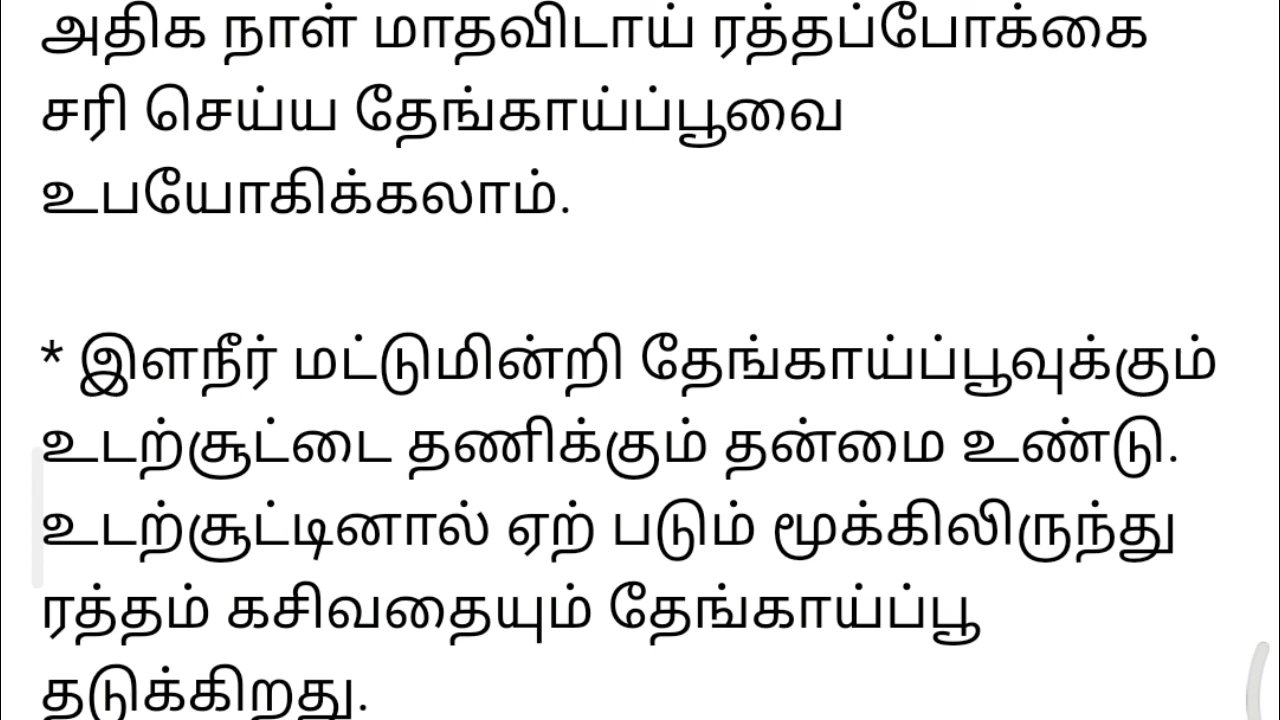 அதிக நாள் மாதவிடாய் ரத்தப்போக்கை
சரி செய்ய தேங்காய்ப்பூவை
உபயோகிக்கலாம்.
* இளநீர் மட்டுமின்றி தேங்காய்ப்பூவுக்கும்
உடற்சூட்டை தணிக்கும் தன்மை உண்டு.
உடற்சூட்டினால் ஏற் படும் மூக்கிலிருந்து
ரத்தம் கசிவதையும் தேங்காய்ப்பூ
தடுக்கிறது.